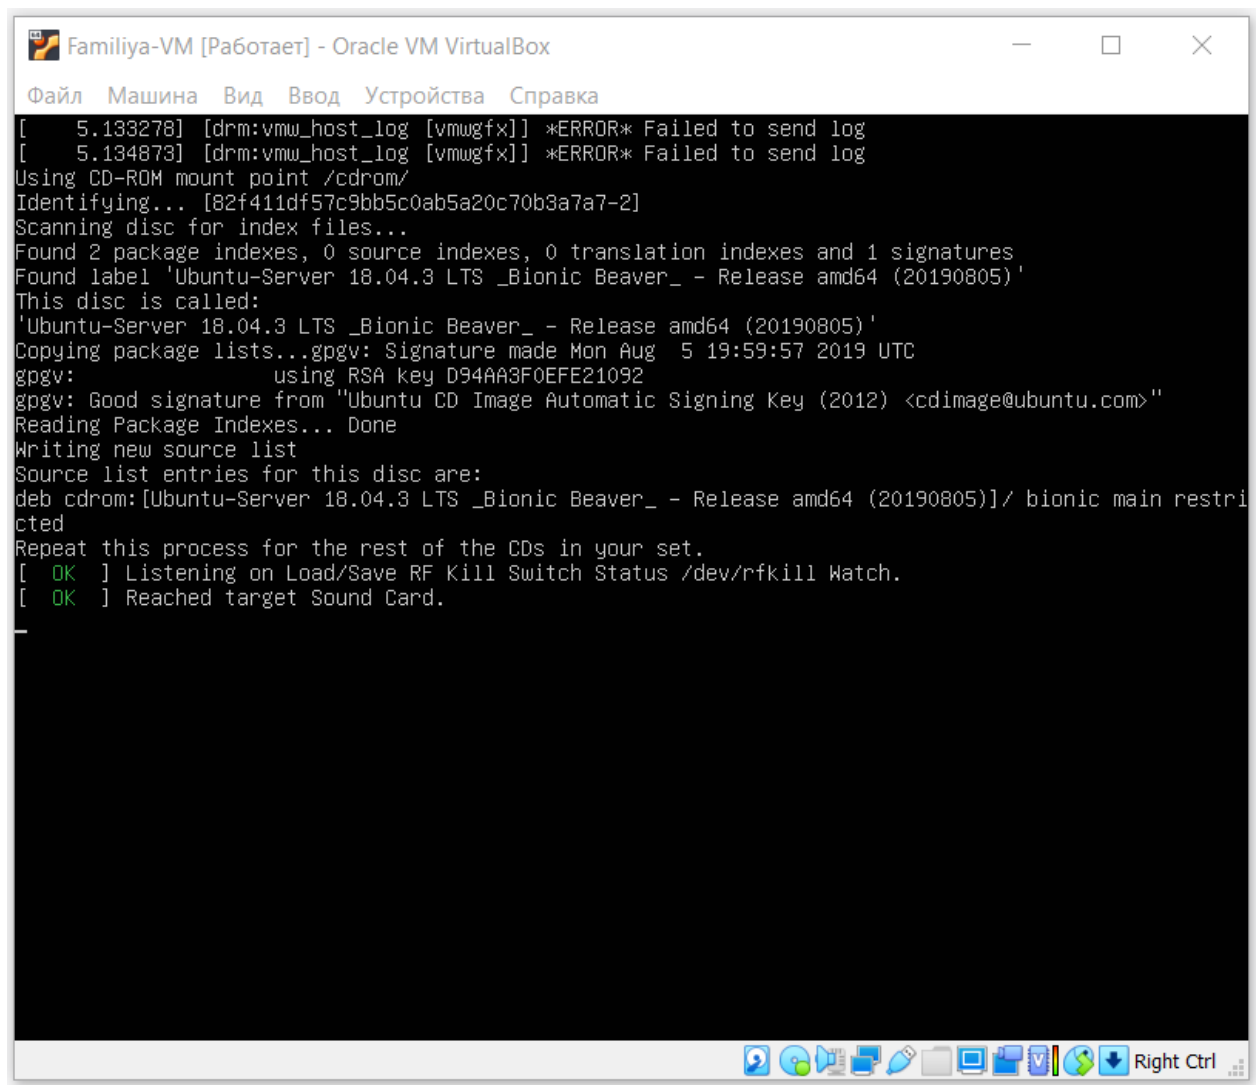 Familiya-VM [Работает] - Oracle VM VirtualBox
Файл Машина Вид Ввод Устройства Справка
[    5.133278] [drm:vmw_host_log [vmwgfx]] *ERROR* Failed to send log
[    5.134873] [drm:vmw_host_log [vmwgfx]] *ERROR* Failed to send log
Using CD-ROM mount point /cdrom/
Identifying... [82f411df57c9bb5c0ab5a20c70b3a7a7-2]
Scanning disc for index files...
Found 2 package indexes, 0 source indexes, 0 translation indexes and 1 signatures
Found label 'Ubuntu-Server 18.04.3 LTS _Bionic Beaver_ - Release amd64 (20190805)'
This disc is called:
'Ubuntu-Server 18.04.3 LTS _Bionic Beaver_ - Release amd64 (20190805)'
Copying package lists...gpgv: Signature made Mon Aug  5 19:59:57 2019 UTC
gpgv:                using RSA key D94AA3F0EFE21092
gpgv: Good signature from "Ubuntu CD Image Automatic Signing Key (2012) <cdimage@ubuntu.com>"
Reading Package Indexes... Done
Writing new source list
Source list entries for this disc are:
deb cdrom:[Ubuntu-Server 18.04.3 LTS _Bionic Beaver_ - Release amd64 (20190805)]/ bionic main restri
cted
Repeat this process for the rest of the CDs in your set.
[  OK  ] Listening on Load/Save RF Kill Switch Status /dev/rfkill Watch.
[  OK  ] Reached target Sound Card.
Right Ctrl